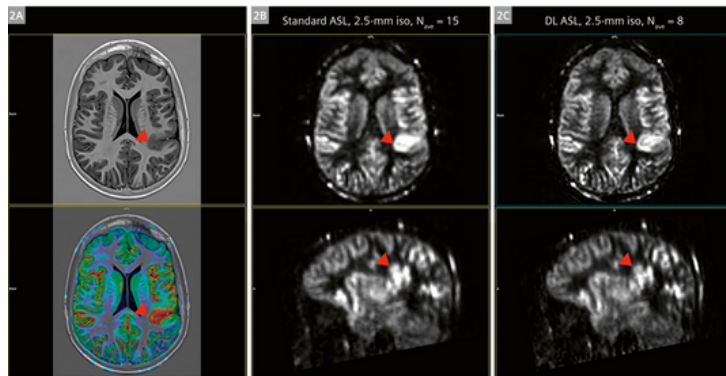 2A
2B
Standard ASL, 2.5-mm iso, Nave = 15
2C
DL ASL, 2.5-mm iso, Nave = 8